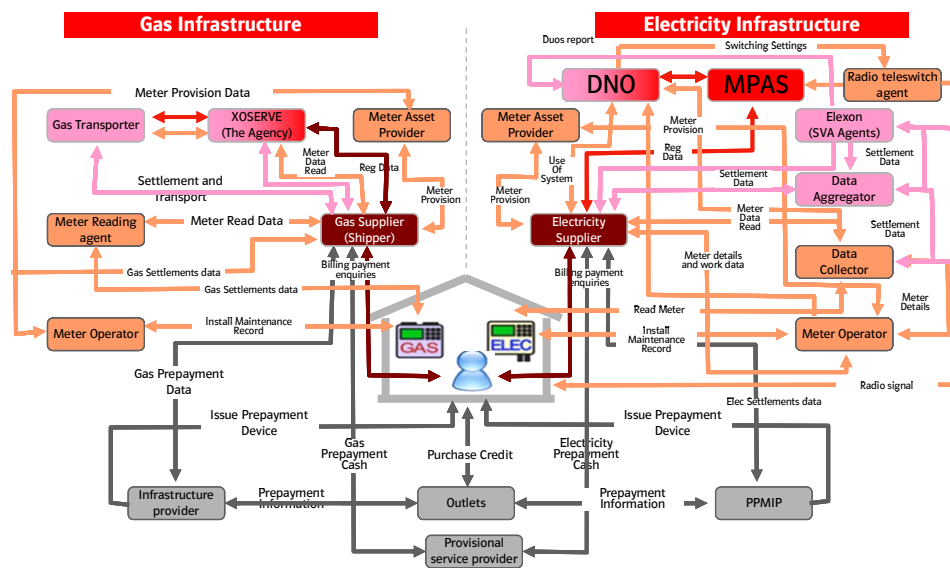 Gas Infrastructure
Electricity Infrastructure
Duos report
Switching Settings
DNO
MPAS
Radio teleswitch
agent
Meter Provision Data
Gas Transporter
XOSERVE
(The Agency)
Meter Asset
Provider
Meter Asset
Provider
Meter
Provision
Elexon
(SVA Agents)
Meter
Data
Read
Reg Data
Use
Of
System
Reg
Data
Settlement
Data
Settlement
Data
Settlement and
Transport
Meter
Provision
Meter
Provision
Data
Aggregator
Meter Reading
agent
Meter Read Data
Gas Supplier
(Shipper)
Electricity
Supplier
Meter
Data
Read
Settlement
Data
Gas Settlements data
Billing payment
enquiries
Billing payment
enquiries
Meter details
and work data
Data
Collector
Gas Settlements data
Read Meter
Meter
Details
Meter Operator
Install Maintenance
Record
GAS
ELEC
Install
Maintenance
Record
Meter Operator
Gas Prepayment
Data
Radio signal
Elec Settlements data
Issue Prepayment
Device
Issue Prepayment
Device
Gas
Prepayment
Cash
Purchase Credit
Electricity
Prepayment
Cash
Infrastructure
provider
Prepayment
Information
Outlets
Prepayment
Information
PPMIP
Provisional
service provider